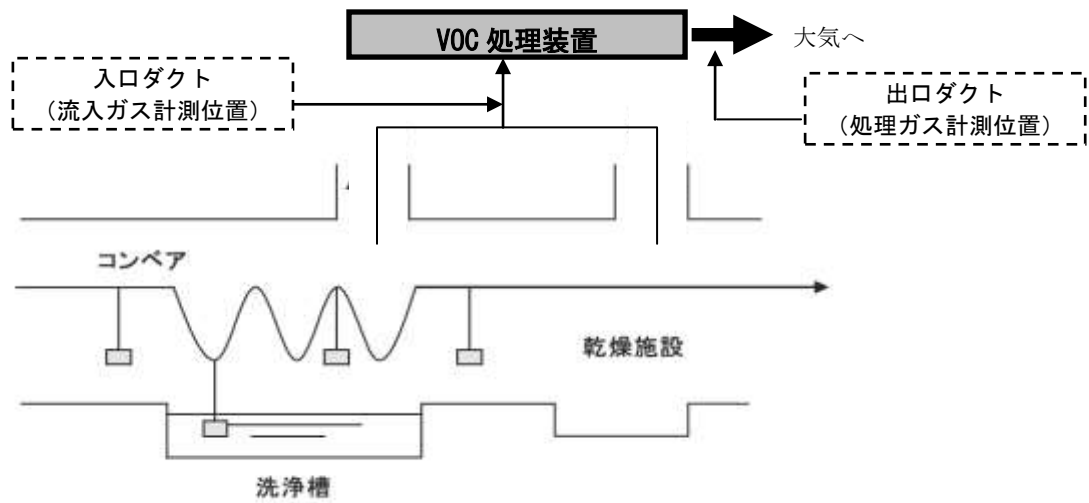 VOC 処理装置
大気へ
入口ダクト
（流入ガス計測位置）
出口ダクト
（処理ガス計測位置）
コンベア
乾燥施設
洗浄槽